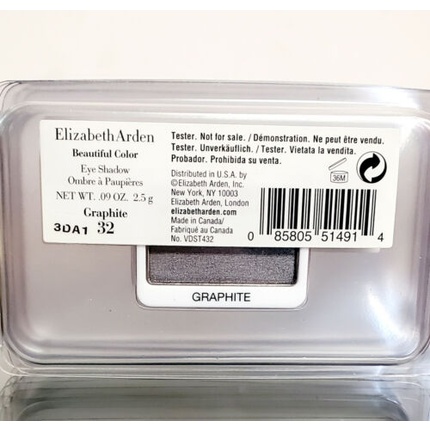 ElizabethArden
Beautiful Color
Eye Shadow
Ombre à Paupières
NET WT. .09 OZ. 2.5 g
Graphite
3DA1 32
Tester. Not for sale. / Démonstration. Ne peut être vendu.
Tester. Unverkäuflich. / Tester. Vietata la vendita.
Probador. Prohibida su venta.
Distributed in U.S.A. by
©Elizabeth Arden, Inc.
New York, NY 10003
Elizabeth Arden, London
elizabetharden.com
Made in Canada/
Fabriqué au Canada
No. VDST432
36M
0 85805 51491 4
GRAPHITE